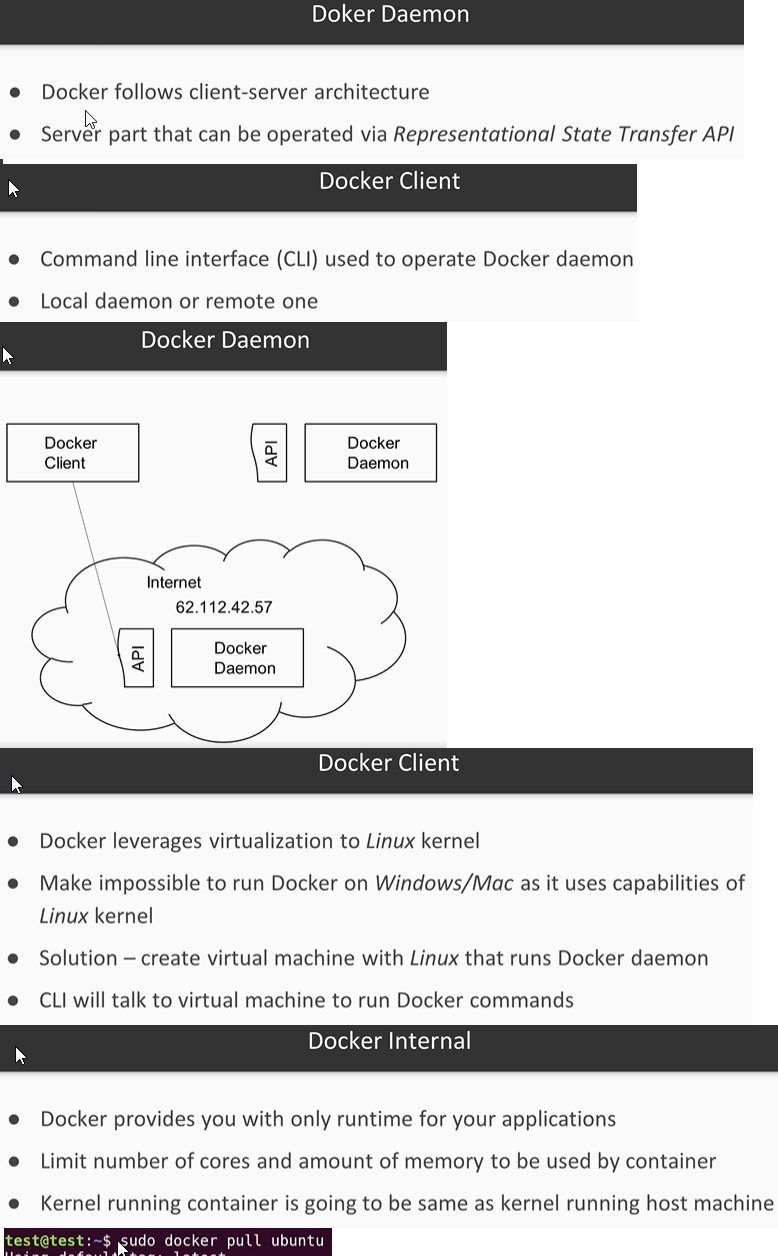 Doker Daemon
● Docker follows client-server architecture
● Server part that can be operated via Representational State Transfer API
Docker Client
● Command line interface (CLI) used to operate Docker daemon
● Local daemon or remote one
Docker Daemon
Docker
Client
API
Docker
Daemon
Internet
62.112.42.57
API
Docker
Daemon
Docker Client
● Docker leverages virtualization to Linux kernel
● Make impossible to run Docker on Windows/Mac as it uses capabilities of
Linux kernel
● Solution – create virtual machine with Linux that runs Docker daemon
● CLI will talk to virtual machine to run Docker commands
Docker Internal
● Docker provides you with only runtime for your applications
● Limit number of cores and amount of memory to be used by container
● Kernel running container is going to be same as kernel running host machine
test@test:~$ sudo docker pull ubuntu